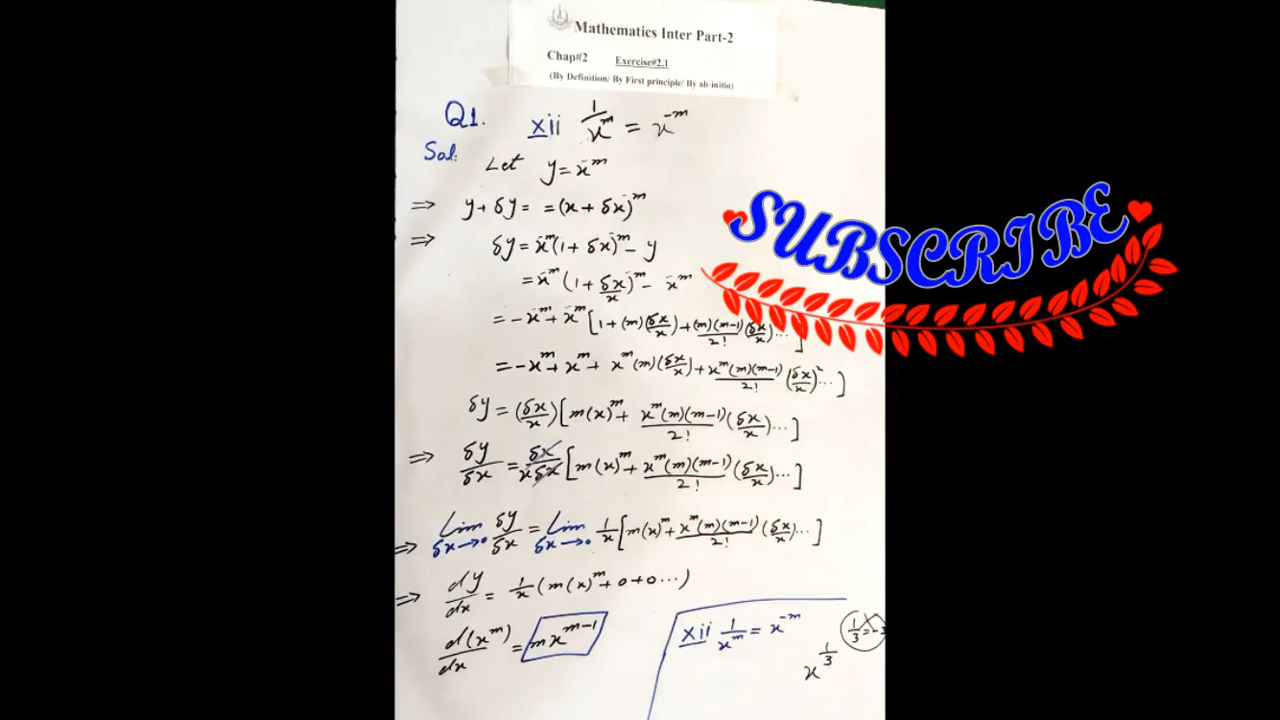 Mathematics Inter Part-2
Chap#2 Exercise#2.1
(By Definition/ By First principle/ By ab-initio)
Q1. xii 1/x^m = x^-m
Sol: Let y = x^-m
⇒ y + δy = = (x + δx)^-m
⇒ δy = x^-m (1 + δx)^-m - y
= x^-m (1 + δx/x)^-m - x^-m
= -x^-m + x^-m [1 + (m)(δx/x) + (m)(m-1)/2! (δx/x) ... ]
= -x^m + x^m + x^m (m)(δx/x) + x^m (m)(m-1)/2! (δx/x)^2 ... ]
δy = (δx/x) [m(x)^m + x^m (m)(m-1)/2! (δx/x) ... ]
⇒ δy/δx = δx/xδx [m(x)^m + x^m (m)(m-1)/2! (δx/x) ... ]
⇒ Lim δx→0 δy/δx = Lim δx→0 1/x [m(x)^m + x^m (m)(m-1)/2! (δx/x) ... ]
⇒ dy/dx = 1/x (m(x)^m + 0 + 0 ...)
d(x^m)/dx = mx^m-1
xii 1/x^m = x^-m
x^1/3
SUBSCRIBE